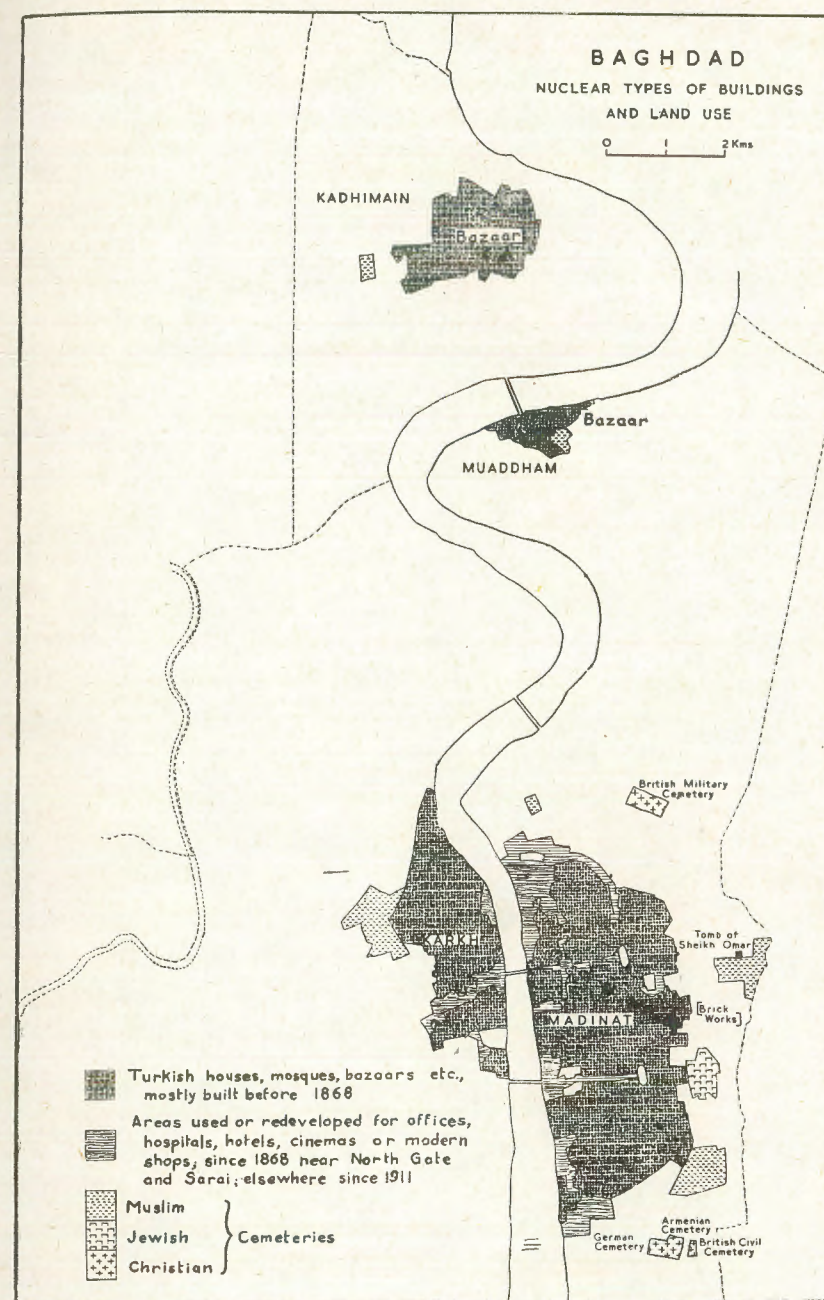 BAGHDAD
NUCLEAR TYPES OF BUILDINGS
AND LAND USE
0 1 2 Kms
KADHIMAIN
Bazaar
Bazaar
MUADDHAM
British Military
Cemetery
KARKH
Tomb of
Sheikh Omar
[Brick
Works]
MADINAT
Turkish houses, mosques, bazaars etc.,
mostly built before 1868
Areas used or redeveloped for offices,
hospitals, hotels, cinemas or modern
shops, since 1868 near North Gate
and Sarai; elsewhere since 1911
Muslim
Jewish
Christian
Cemeteries
Armenian
Cemetery
German
Cemetery
British Civil
Cemetery